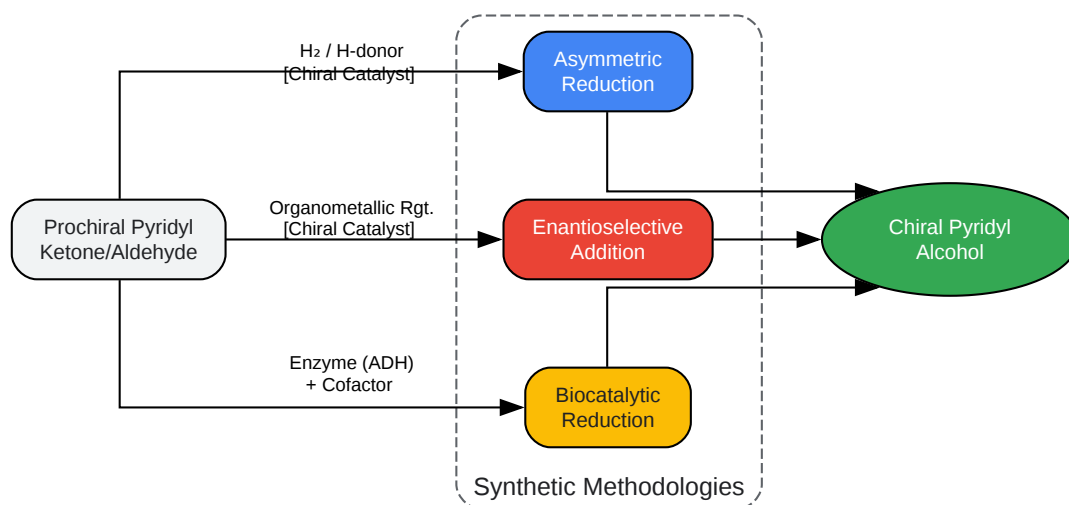 H₂ / H-donor
[Chiral Catalyst]
Asymmetric
Reduction
Prochiral Pyridyl
Ketone/Aldehyde
Organometallic Rgt.
[Chiral Catalyst]
Enantioselective
Addition
Chiral Pyridyl
Alcohol
Enzyme (ADH)
+ Cofactor
Biocatalytic
Reduction
Synthetic Methodologies